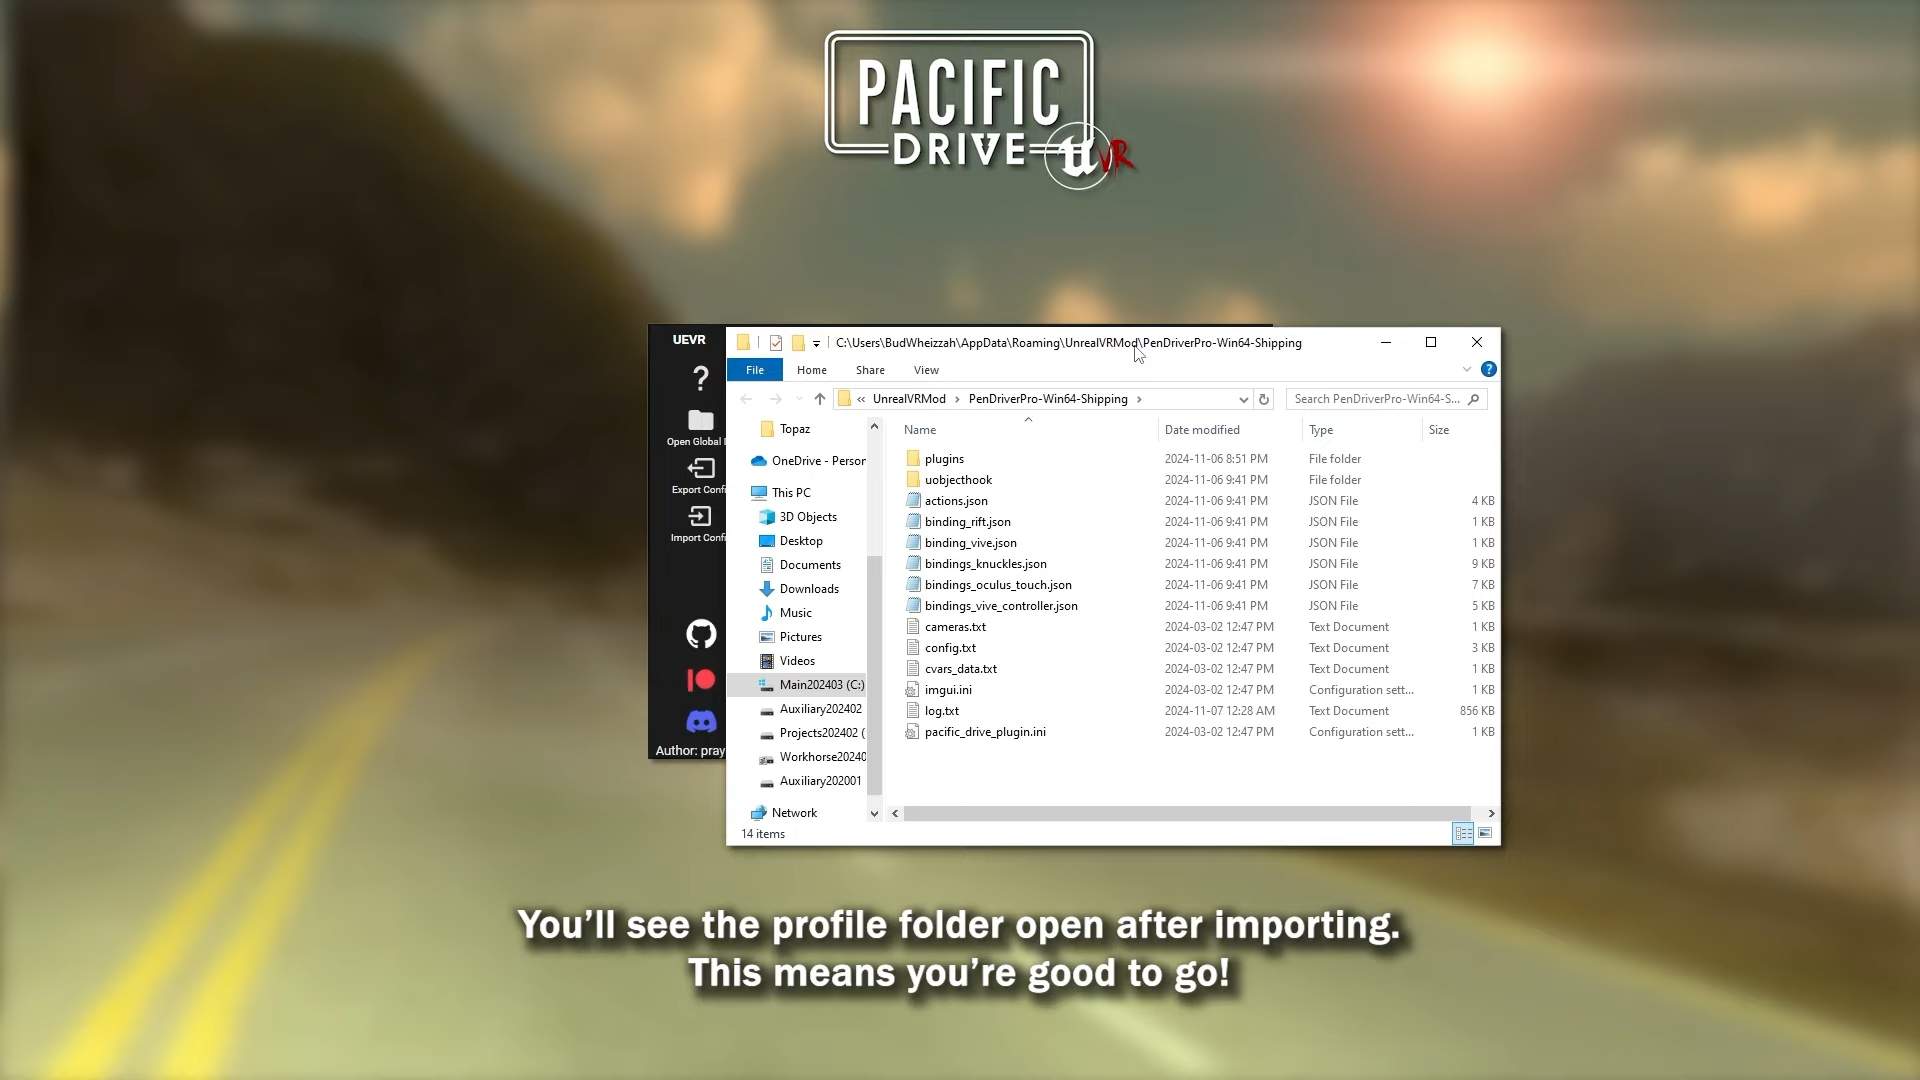 PACIFIC
DRIVE
VR
UEVR
C:\Users\BudWheizzah\AppData\Roaming\UnrealVRMod\PenDriverPro-Win64-Shipping
File Home Share View
« UnrealVRMod > PenDriverPro-Win64-Shipping >
Search PenDriverPro-Win64-S...
Open Global
Export Confi
Import Confi
Author: pray
Topaz
OneDrive - Person
This PC
3D Objects
Desktop
Documents
Downloads
Music
Pictures
Videos
Main202403 (C:)
Auxiliary202402
Projects202402 (
Workhorse20240
Auxiliary202001
Network
Name Date modified Type Size
plugins 2024-11-06 8:51 PM File folder
uobjecthook 2024-11-06 9:41 PM File folder
actions.json 2024-11-06 9:41 PM JSON File 4 KB
binding_rift.json 2024-11-06 9:41 PM JSON File 1 KB
binding_vive.json 2024-11-06 9:41 PM JSON File 1 KB
bindings_knuckles.json 2024-11-06 9:41 PM JSON File 9 KB
bindings_oculus_touch.json 2024-11-06 9:41 PM JSON File 7 KB
bindings_vive_controller.json 2024-11-06 9:41 PM JSON File 5 KB
cameras.txt 2024-03-02 12:47 PM Text Document 1 KB
config.txt 2024-03-02 12:47 PM Text Document 3 KB
cvars_data.txt 2024-03-02 12:47 PM Text Document 1 KB
imgui.ini 2024-03-02 12:47 PM Configuration sett... 1 KB
log.txt 2024-11-07 12:28 AM Text Document 856 KB
pacific_drive_plugin.ini 2024-03-02 12:47 PM Configuration sett... 1 KB
14 items
You'll see the profile folder open after importing.
This means you're good to go!